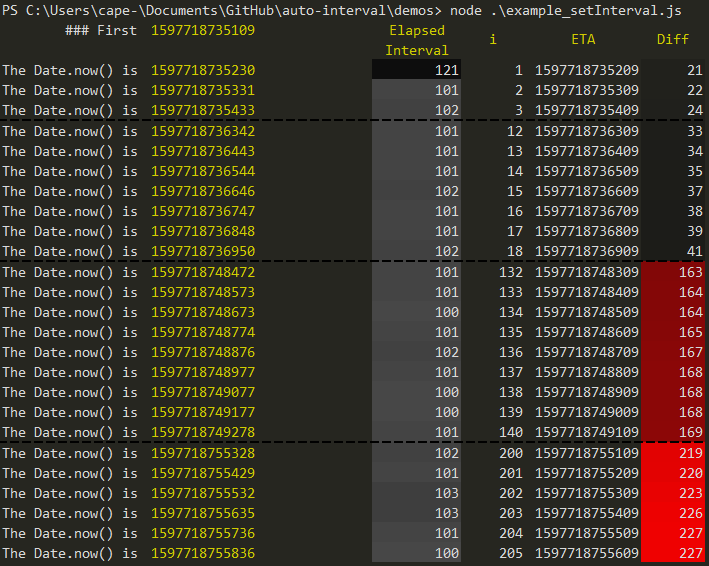 PS C:\Users\cape-\Documents\GitHub\auto-interval\demos> node .\example_setInterval.js
### First 1597718735109 Elapsed Interval i ETA Diff
The Date.now() is 1597718735230 121 1 1597718735209 21
The Date.now() is 1597718735331 101 2 1597718735309 22
The Date.now() is 1597718735433 102 3 1597718735409 24
The Date.now() is 1597718736342 101 12 1597718736309 33
The Date.now() is 1597718736443 101 13 1597718736409 34
The Date.now() is 1597718736544 101 14 1597718736509 35
The Date.now() is 1597718736646 102 15 1597718736609 37
The Date.now() is 1597718736747 101 16 1597718736709 38
The Date.now() is 1597718736848 101 17 1597718736809 39
The Date.now() is 1597718736950 102 18 1597718736909 41
The Date.now() is 1597718748472 101 132 1597718748309 163
The Date.now() is 1597718748573 101 133 1597718748409 164
The Date.now() is 1597718748673 100 134 1597718748509 164
The Date.now() is 1597718748774 101 135 1597718748609 165
The Date.now() is 1597718748876 102 136 1597718748709 167
The Date.now() is 1597718748977 101 137 1597718748809 168
The Date.now() is 1597718749077 100 138 1597718748909 168
The Date.now() is 1597718749177 100 139 1597718749009 168
The Date.now() is 1597718749278 101 140 1597718749109 169
The Date.now() is 1597718755328 102 200 1597718755109 219
The Date.now() is 1597718755429 101 201 1597718755209 220
The Date.now() is 1597718755532 103 202 1597718755309 223
The Date.now() is 1597718755635 103 203 1597718755409 226
The Date.now() is 1597718755736 101 204 1597718755509 227
The Date.now() is 1597718755836 100 205 1597718755609 227